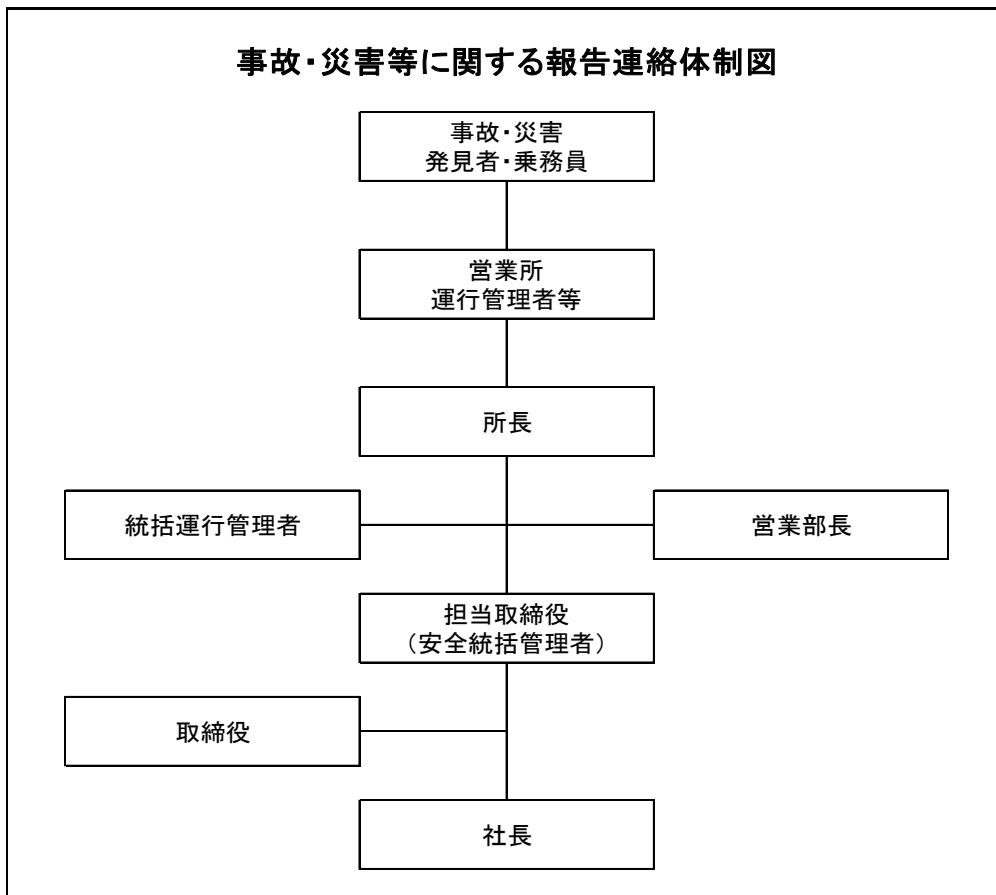 事故・災害等に関する報告連絡体制図
事故・災害
発見者・乗務員
営業所
運行管理者等
所長
統括運行管理者
営業部長
担当取締役
（安全統括管理者）
取締役
社長